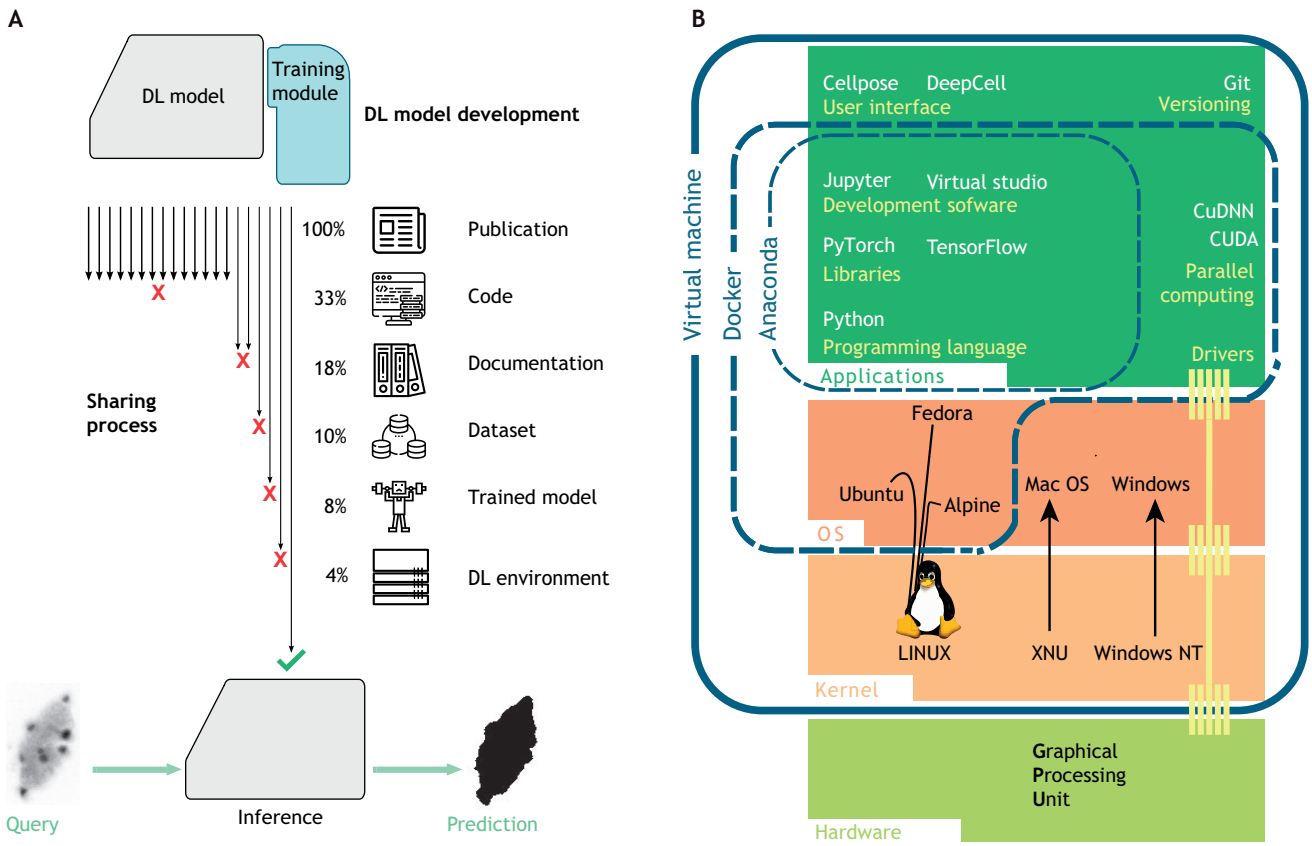 A
DL model
Training
module
DL model development
100%
Publication
X
33%
Code
X
18%
Documentation
Sharing
process
X
10%
Dataset
X
8%
Trained model
X
4%
DL environment
Query
Inference
Prediction
B
Virtual machine
Docker
Anaconda
Cellpose DeepCell Git
User interface Versioning
Jupyter Virtual studio
Development sofware
CuDNN
CUDA
PyTorch TensorFlow
Libraries
Parallel
computing
Python
Programming language
Drivers
Applications
Fedora
Ubuntu
Alpine
Mac OS
Windows
OS
LINUX
XNU
Windows NT
Kernel
Graphical
Processing
Unit
Hardware